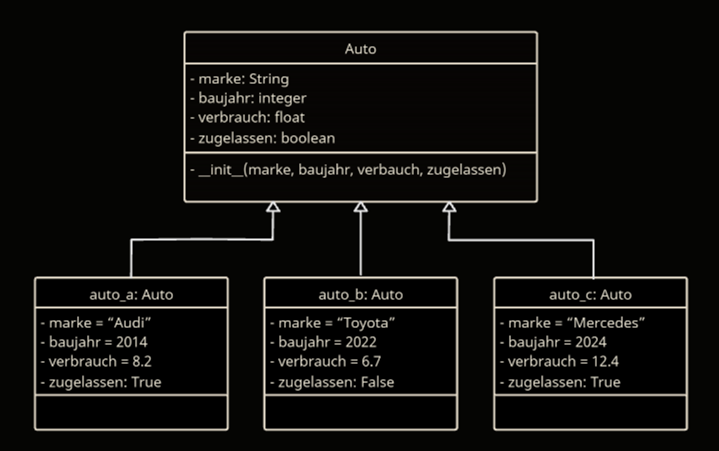 Auto
- marke: String
- baujahr: integer
- verbrauch: float
- zugelassen: boolean
- __init__(marke, baujahr, verbauch, zugelassen)
auto_a: Auto
- marke = “Audi”
- baujahr = 2014
- verbrauch = 8.2
- zugelassen: True
auto_b: Auto
- marke = “Toyota”
- baujahr = 2022
- verbrauch = 6.7
- zugelassen: False
auto_c: Auto
- marke = “Mercedes”
- baujahr = 2024
- verbrauch = 12.4
- zugelassen: True